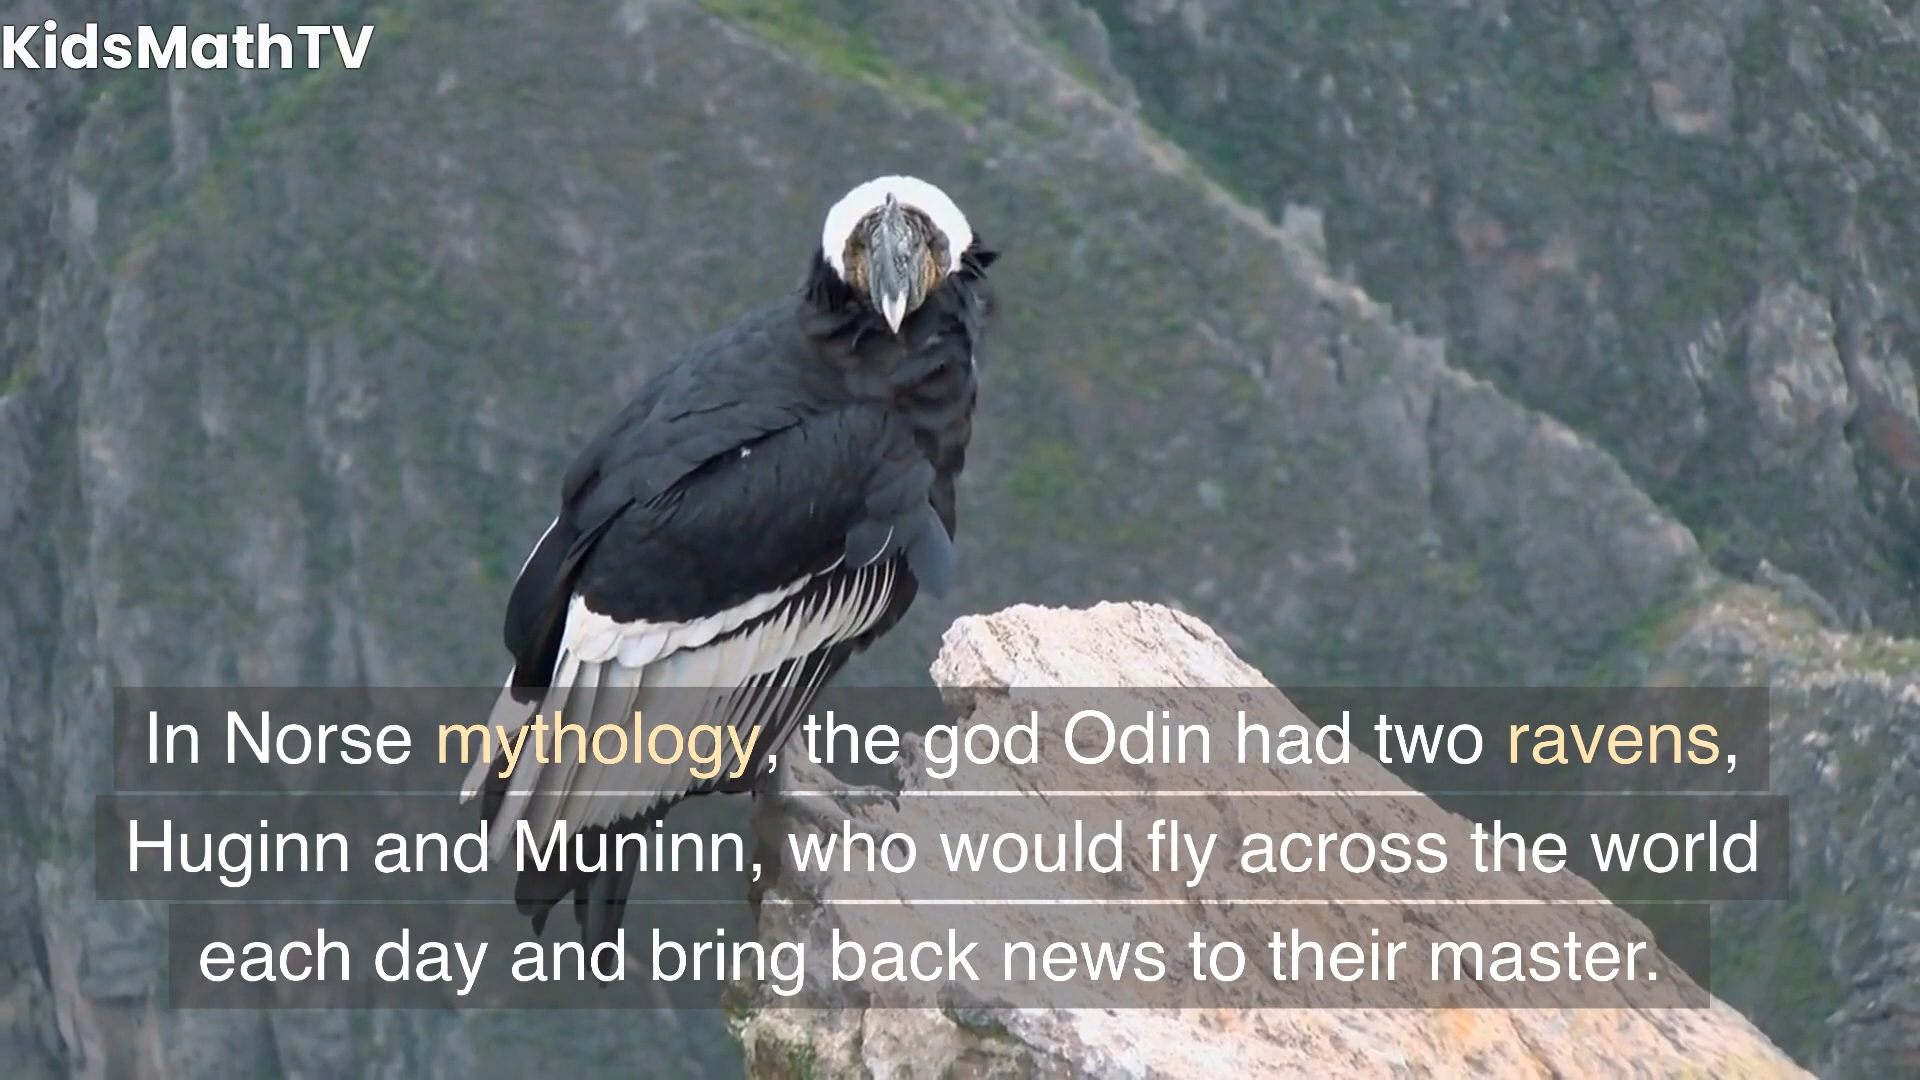 KidsMathTV
In Norse mythology, the god Odin had two ravens,
Huginn and Muninn, who would fly across the world
each day and bring back news to their master.